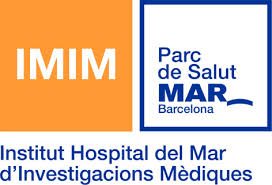 IMIM
Parc
de Salut
MAR
Barcelona
Institut Hospital del Mar
d'Investigacions Mèdiques